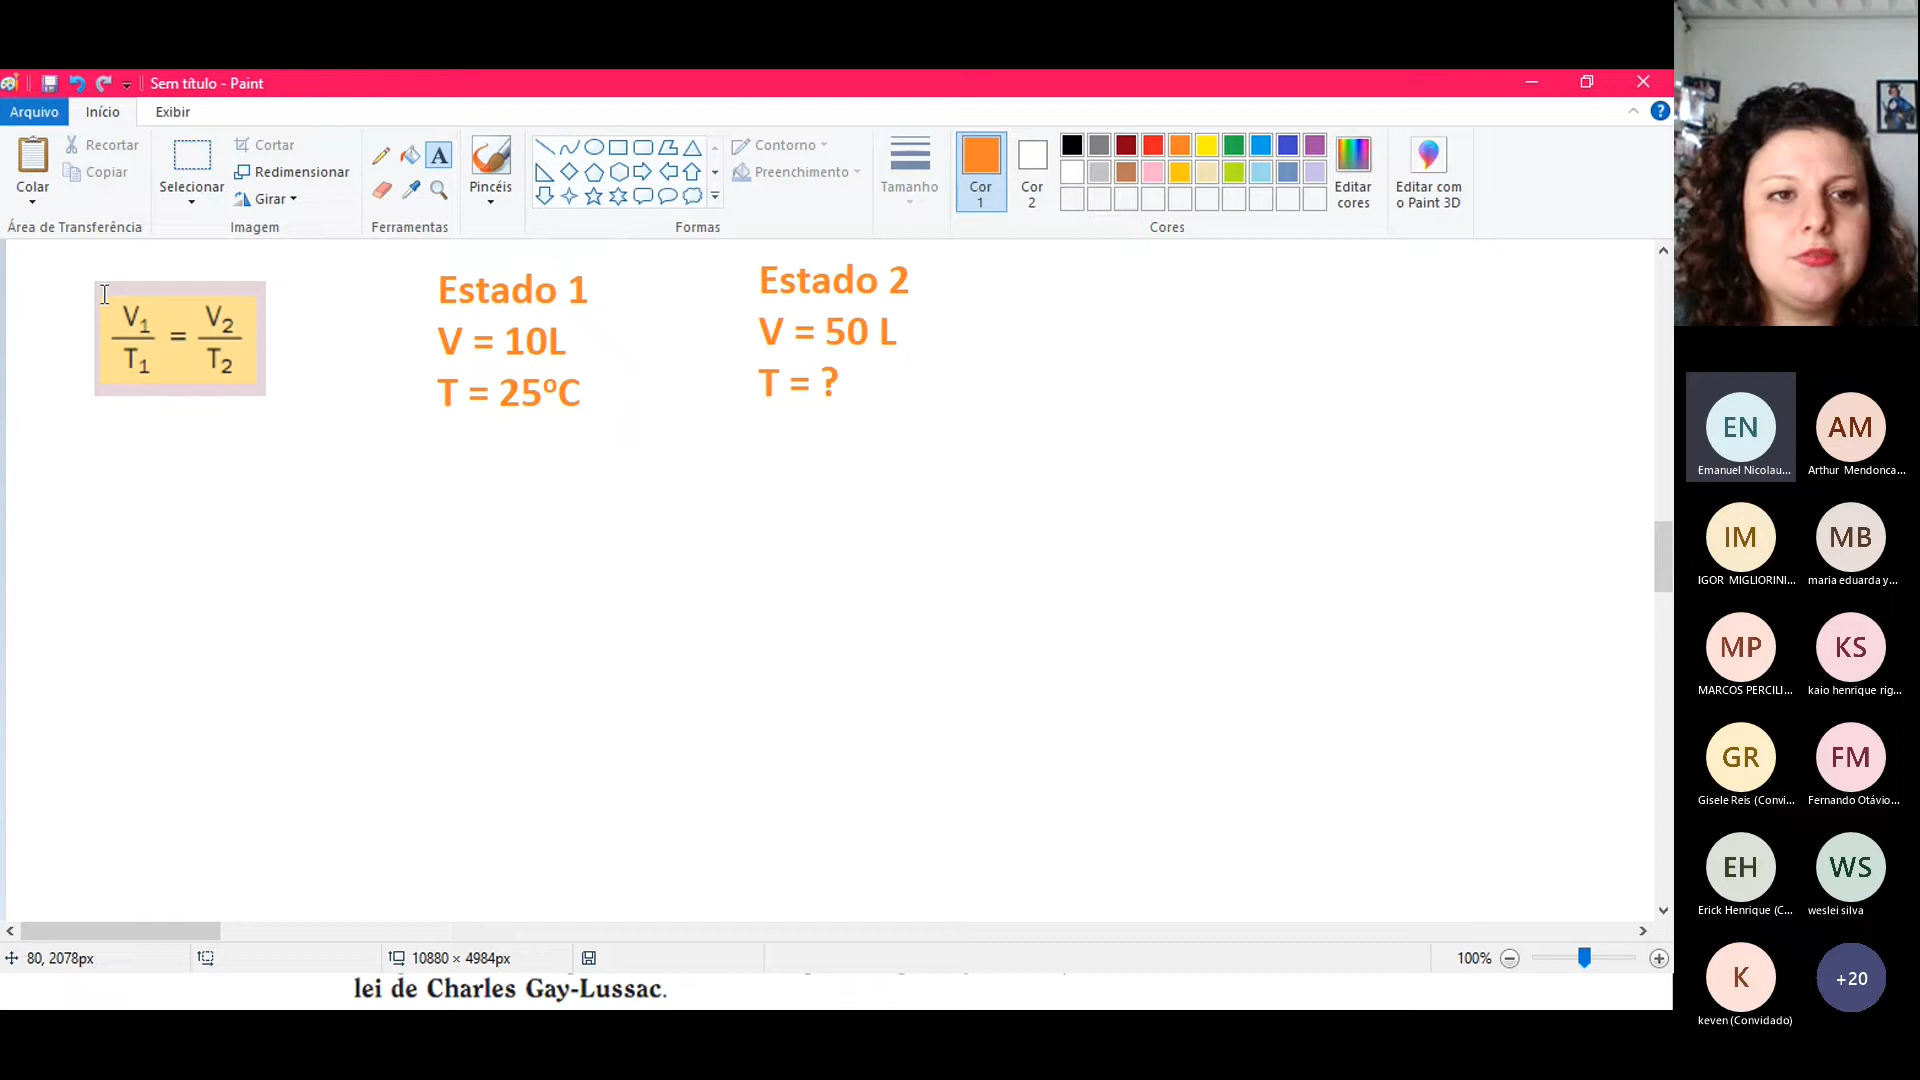 Sem título - Paint
Arquivo
Início
Exibir
Colar
Recortar
Copiar
Área de Transferência
Selecionar
Cortar
Redimensionar
Girar
Imagem
A
Ferramentas
Pincéis
Contorno
Preenchimento
Formas
Tamanho
Cor 1
Cor 2
Cores
Editar cores
Editar com o Paint 3D
V1/T1 = V2/T2
Estado 1
V = 10L
T = 25ºC
Estado 2
V = 50 L
T = ?
80, 2078px
10880 × 4984px
100%
lei de Charles Gay-Lussac.
EN
Emanuel Nicolau...
AM
Arthur Mendonca...
IM
IGOR MIGLIORINI...
MB
maria eduarda y...
MP
MARCOS PERCILI...
KS
kaio henrique rig...
GR
Gisele Reis (Convi...
FM
Fernando Otávio...
EH
Erick Henrique (C...
WS
weslei silva
K
keven (Convidado)
+20